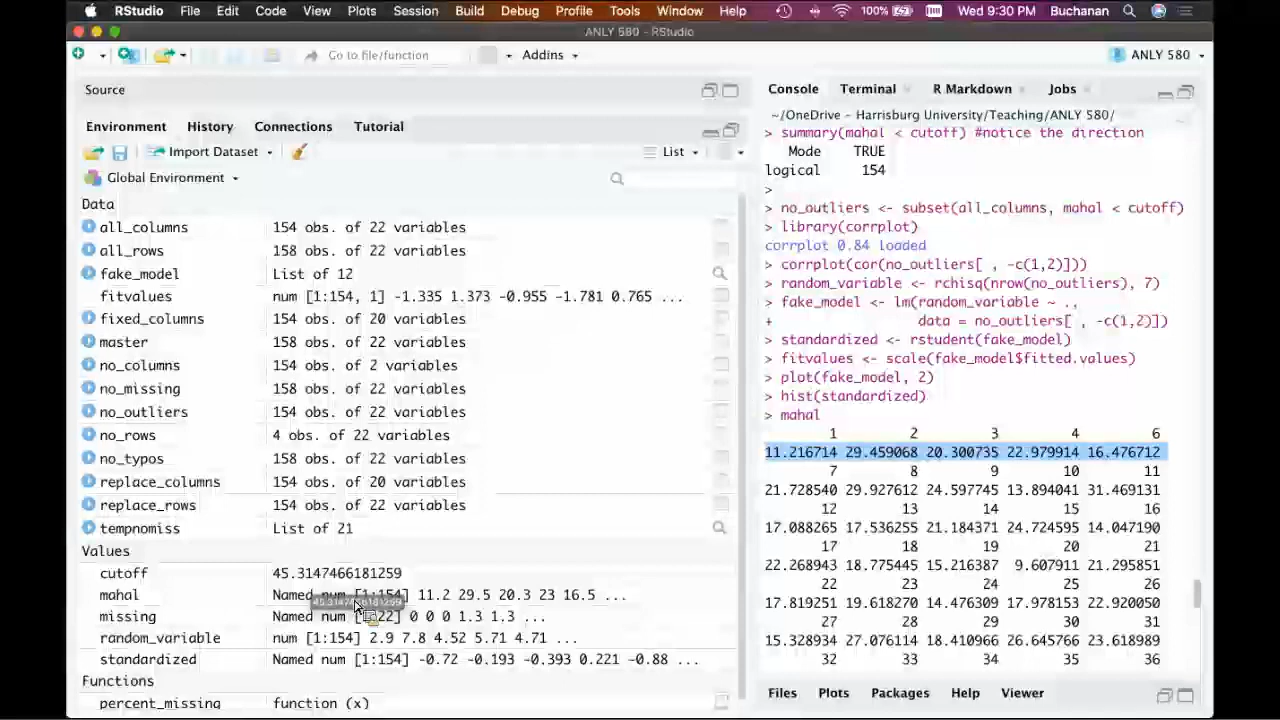 RStudio File Edit Code View Plots Session Build Debug Profile Tools Window Help 100% Wed 9:30 PM Buchanan
ANLY 580 - RStudio
Go to file/function Addins ANLY 580
Source
Environment History Connections Tutorial
Import Dataset List
Global Environment
Data
all_columns 154 obs. of 22 variables
all_rows 158 obs. of 22 variables
fake_model List of 12
fitvalues num [1:154, 1] -1.335 1.373 -0.955 -1.781 0.765 ...
fixed_columns 154 obs. of 20 variables
master 158 obs. of 22 variables
no_columns 154 obs. of 2 variables
no_missing 158 obs. of 22 variables
no_outliers 154 obs. of 22 variables
no_rows 4 obs. of 22 variables
no_typos 158 obs. of 22 variables
replace_columns 154 obs. of 20 variables
replace_rows 154 obs. of 22 variables
tempnomiss List of 21
Values
cutoff 45.3147466181259
mahal Named num [1:154] 11.2 29.5 20.3 23 16.5 ...
45.3147466181259
missing Named num [1:22] 0 0 0 1.3 1.3 ...
random_variable num [1:154] 2.9 7.8 4.52 5.71 4.71 ...
standardized Named num [1:154] -0.72 -0.193 -0.393 0.221 -0.88 ...
Functions
percent_missing function (x)
Console Terminal R Markdown Jobs
~/OneDrive - Harrisburg University/Teaching/ANLY 580/
> summary(mahal < cutoff) #notice the direction
Mode TRUE
logical 154
>
> no_outliers <- subset(all_columns, mahal < cutoff)
> library(corrplot)
corrplot 0.84 loaded
> corrplot(cor(no_outliers[ , -c(1,2)]))
> random_variable <- rchisq(nrow(no_outliers), 7)
> fake_model <- lm(random_variable ~ .,
+ data = no_outliers[ , -c(1,2)])
> standardized <- rstudent(fake_model)
> fitvalues <- scale(fake_model$fitted.values)
> plot(fake_model, 2)
> hist(standardized)
> mahal
1 2 3 4 6
11.216714 29.459068 20.300735 22.979914 16.476712
7 8 9 10 11
21.728540 29.927612 24.597745 13.894041 31.469131
12 13 14 15 16
17.088265 17.536255 21.184371 24.724595 14.047190
17 18 19 20 21
22.268943 18.775445 15.216387 9.607911 21.295851
22 23 24 25 26
17.819251 19.618270 14.367109 17.978153 22.920050
27 28 29 30 31
15.328934 27.076114 18.410966 26.645766 23.618989
32 33 34 35 36
Files Plots Packages Help Viewer